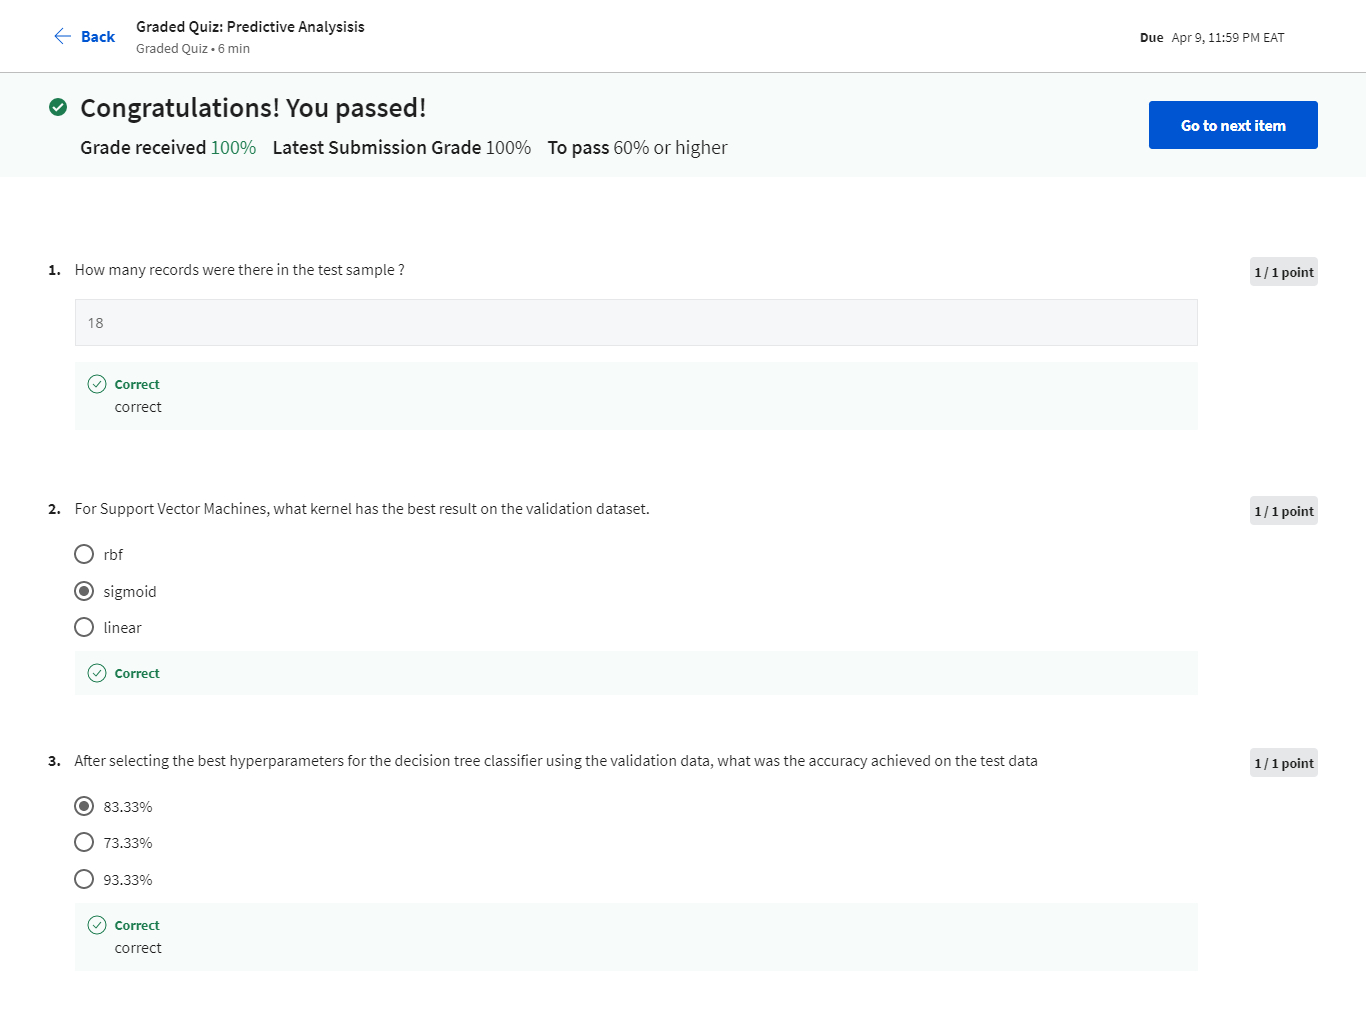 Back
Graded Quiz: Predictive Analysisis
Graded Quiz • 6 min
Due Apr 9, 11:59 PM EAT
Congratulations! You passed!
Grade received 100% Latest Submission Grade 100% To pass 60% or higher
Go to next item
1. How many records were there in the test sample ?
1 / 1 point
18
Correct
correct
2. For Support Vector Machines, what kernel has the best result on the validation dataset.
1 / 1 point
rbf
sigmoid
linear
Correct
3. After selecting the best hyperparameters for the decision tree classifier using the validation data, what was the accuracy achieved on the test data
1 / 1 point
83.33%
73.33%
93.33%
Correct
correct